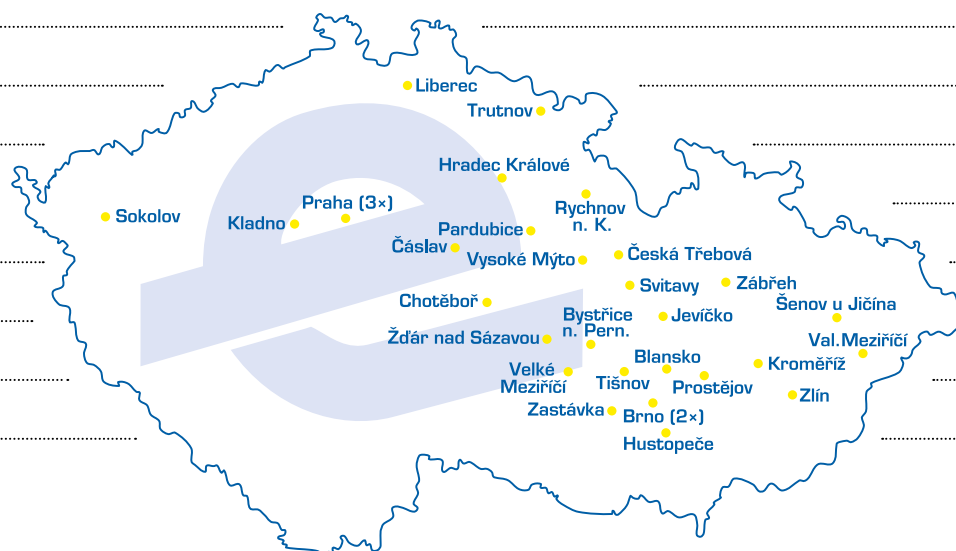 Liberec
Trutnov
Hradec Králové
Sokolov
Kladno
Praha (3×)
Rychnov
n. K.
Pardubice
Čáslav
Vysoké Mýto
Česká Třebová
Svitavy
Zábřeh
Chotěboř
Bystřice
n. Pern.
Jevíčko
Šenov u Jičína
Žďár nad Sázavou
Val.Meziříčí
Velké
Meziříčí
Tišnov
Blansko
Prostějov
Kroměříž
Zlín
Zastávka
Brno (2×)
Hustopeče